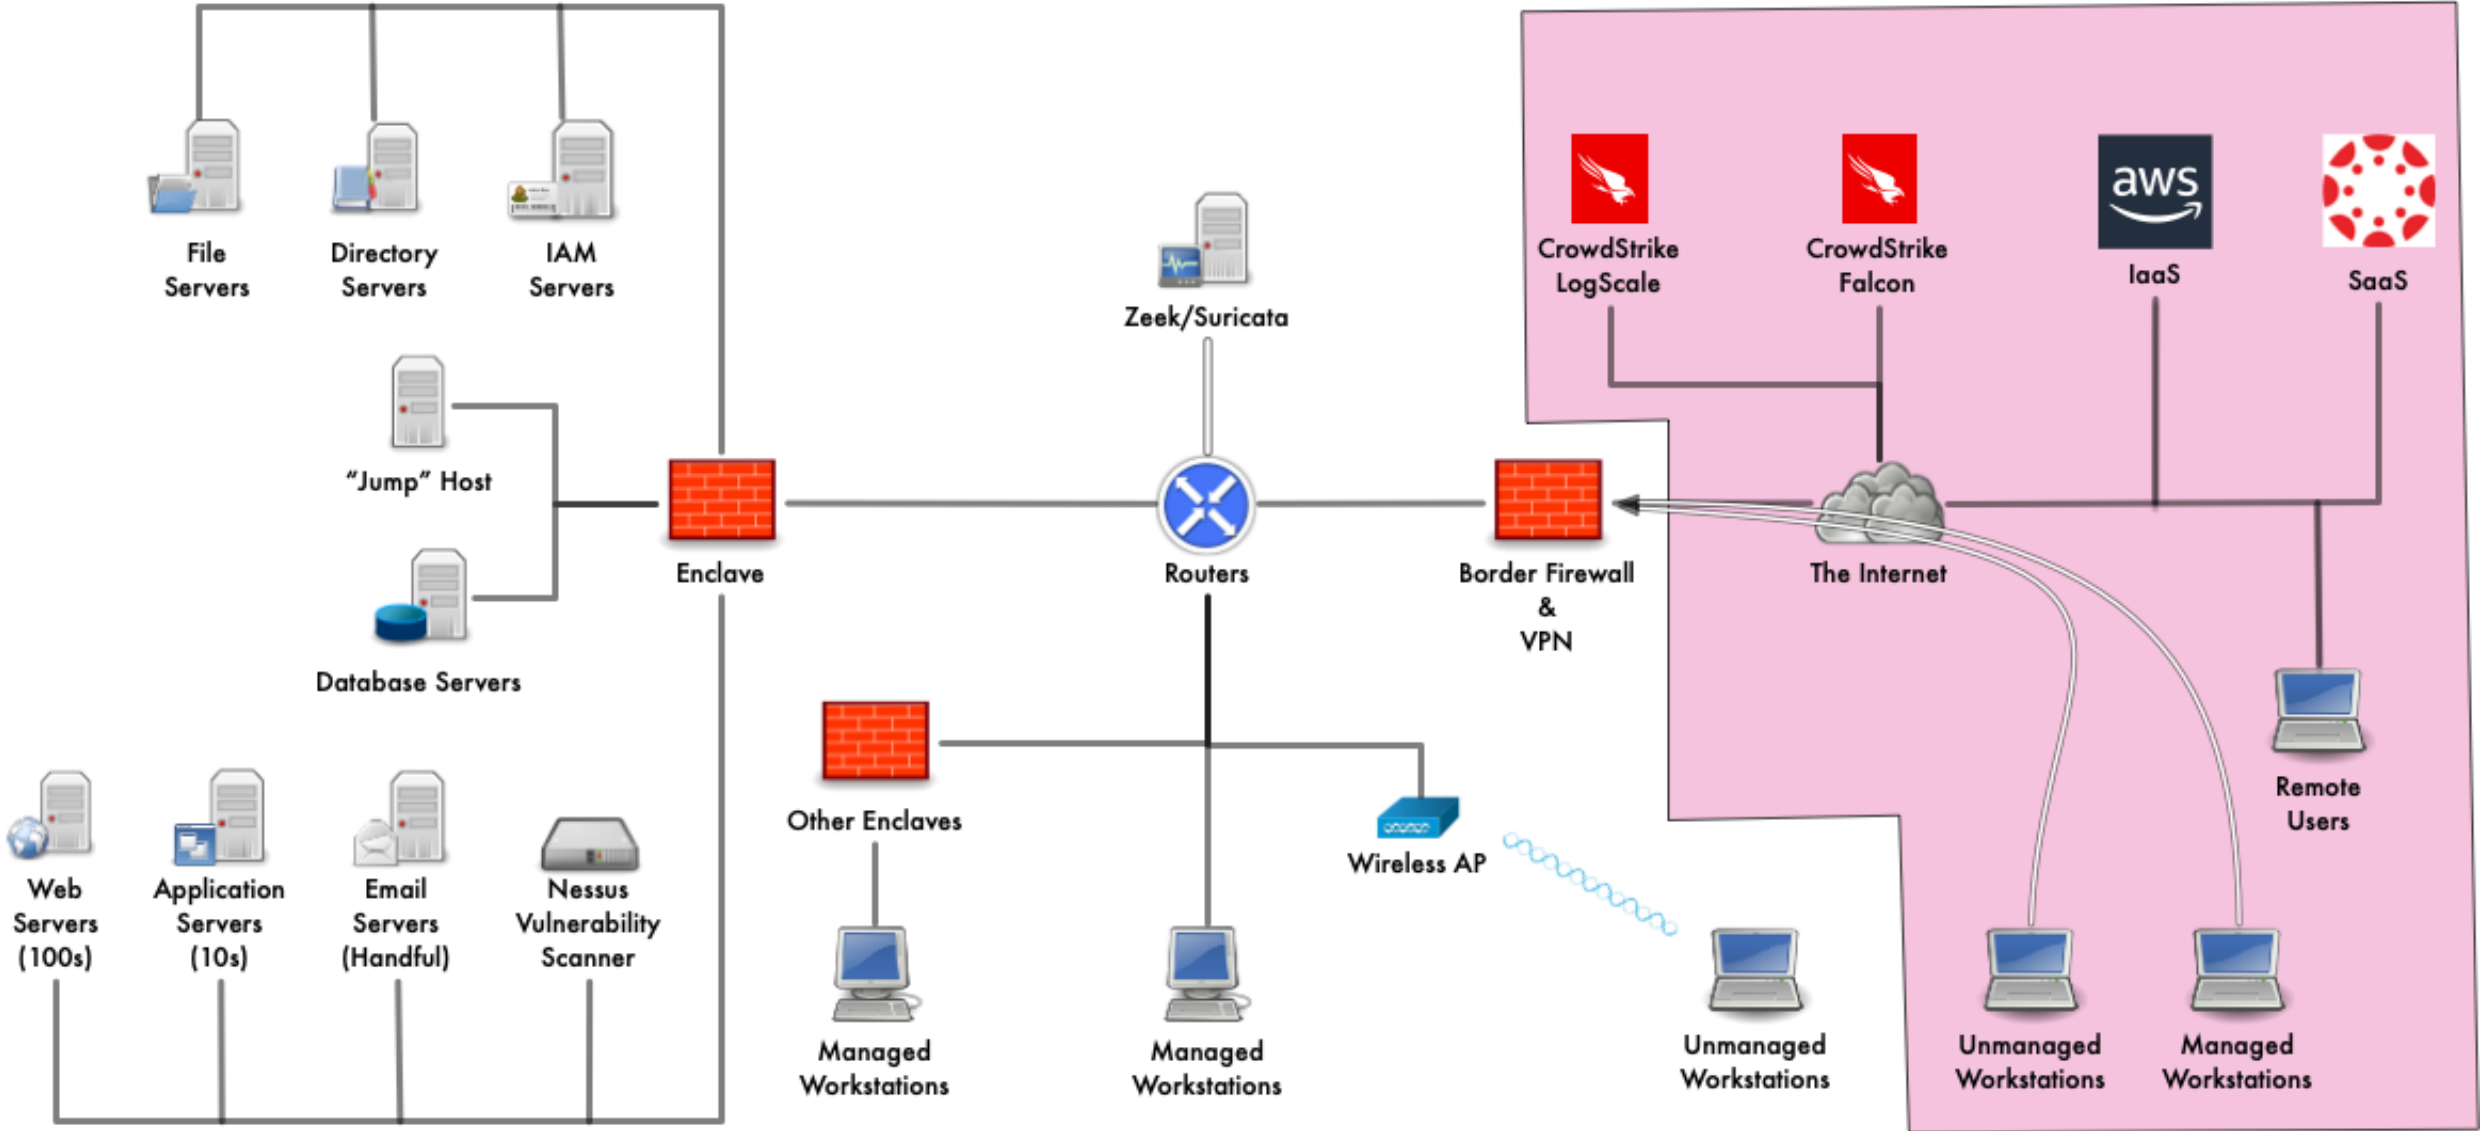 File
Servers
Directory
Servers
IAM
Servers
Zeek/Suricata
CrowdStrike
LogScale
CrowdStrike
Falcon
aws
IaaS
SaaS
“Jump” Host
Enclave
Routers
Border Firewall
&
VPN
The Internet
Database Servers
Other Enclaves
Wireless AP
Remote
Users
Web
Servers
(100s)
Application
Servers
(10s)
Email
Servers
(Handful)
Nessus
Vulnerability
Scanner
Managed
Workstations
Managed
Workstations
Unmanaged
Workstations
Unmanaged
Workstations
Managed
Workstations